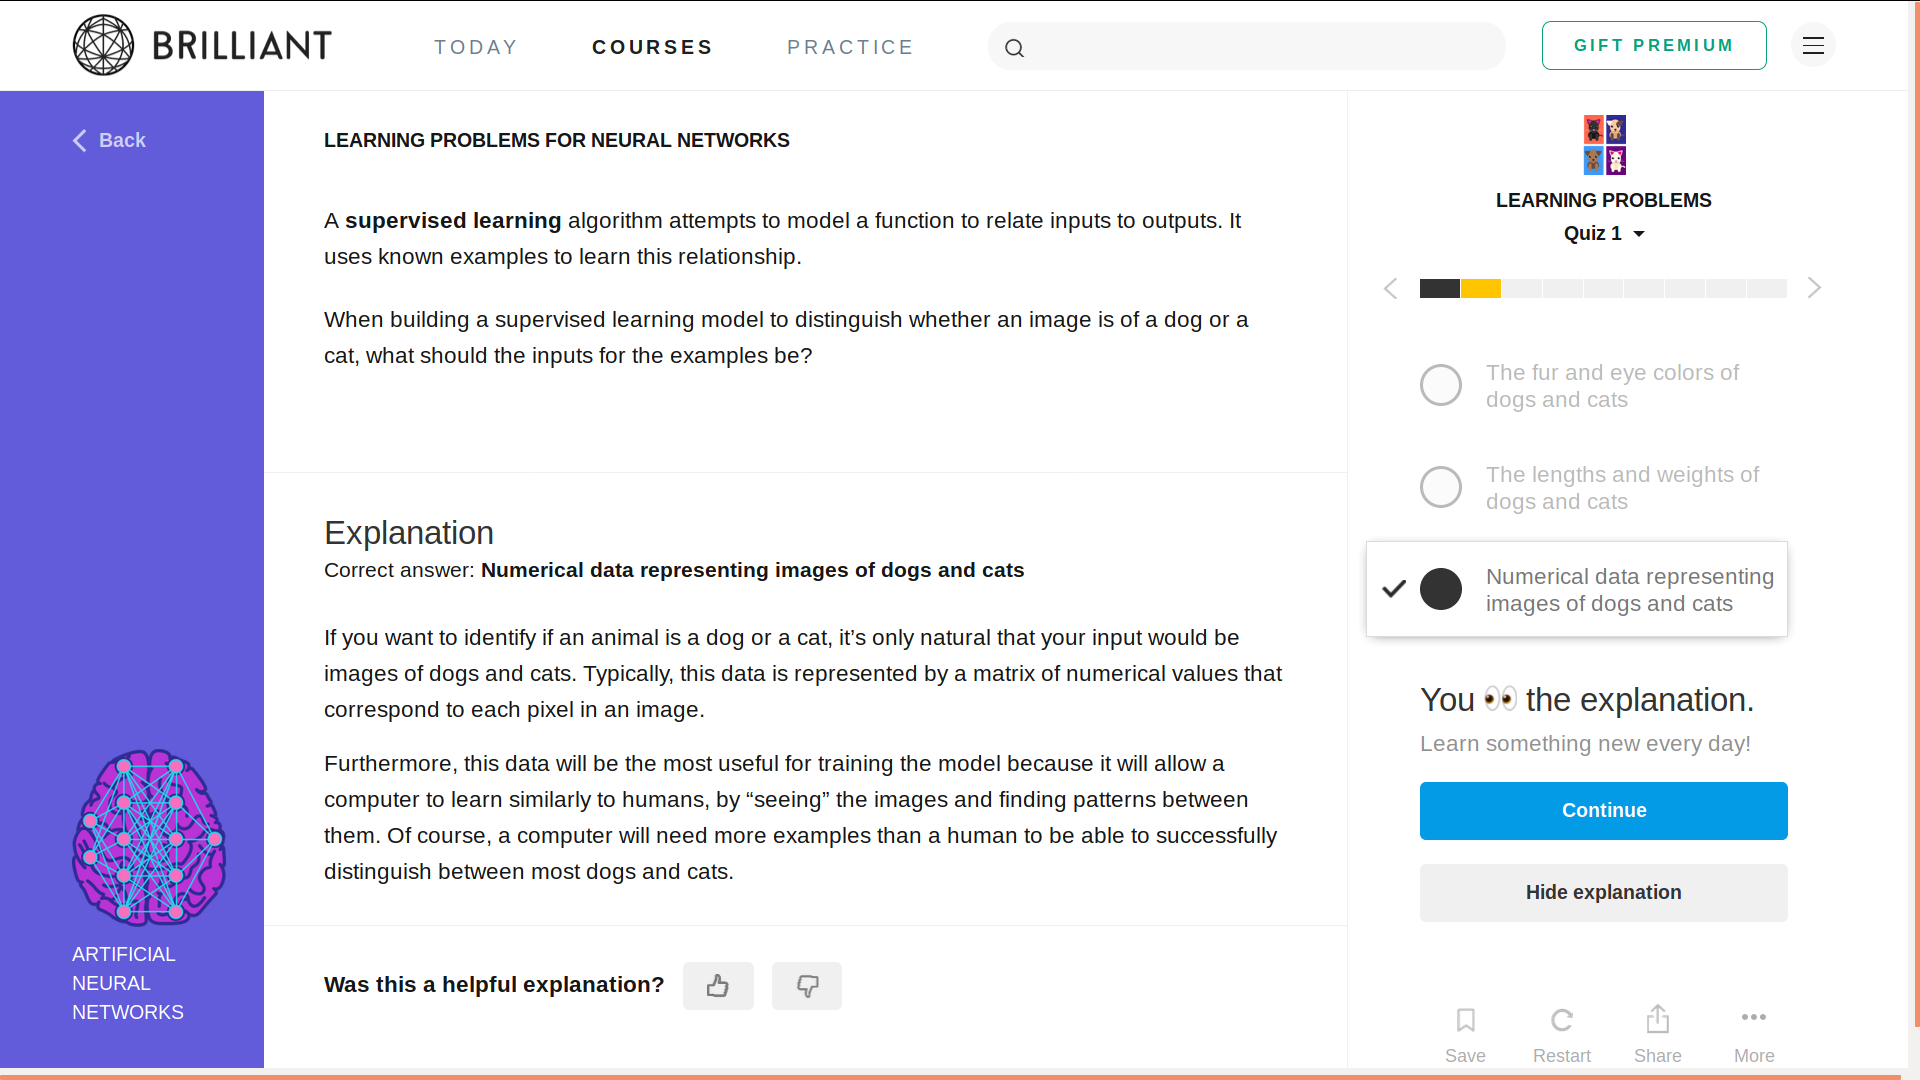 BRILLIANT
TODAY
COURSES
PRACTICE
GIFT PREMIUM
Back
LEARNING PROBLEMS FOR NEURAL NETWORKS
A supervised learning algorithm attempts to model a function to relate inputs to outputs. It
uses known examples to learn this relationship.
When building a supervised learning model to distinguish whether an image is of a dog or a
cat, what should the inputs for the examples be?
Explanation
Correct answer: Numerical data representing images of dogs and cats
If you want to identify if an animal is a dog or a cat, it’s only natural that your input would be
images of dogs and cats. Typically, this data is represented by a matrix of numerical values that
correspond to each pixel in an image.
Furthermore, this data will be the most useful for training the model because it will allow a
computer to learn similarly to humans, by “seeing” the images and finding patterns between
them. Of course, a computer will need more examples than a human to be able to successfully
distinguish between most dogs and cats.
Was this a helpful explanation?
ARTIFICIAL
NEURAL
NETWORKS
LEARNING PROBLEMS
Quiz 1
The fur and eye colors of
dogs and cats
The lengths and weights of
dogs and cats
Numerical data representing
images of dogs and cats
You 👀 the explanation.
Learn something new every day!
Continue
Hide explanation
Save
Restart
Share
More